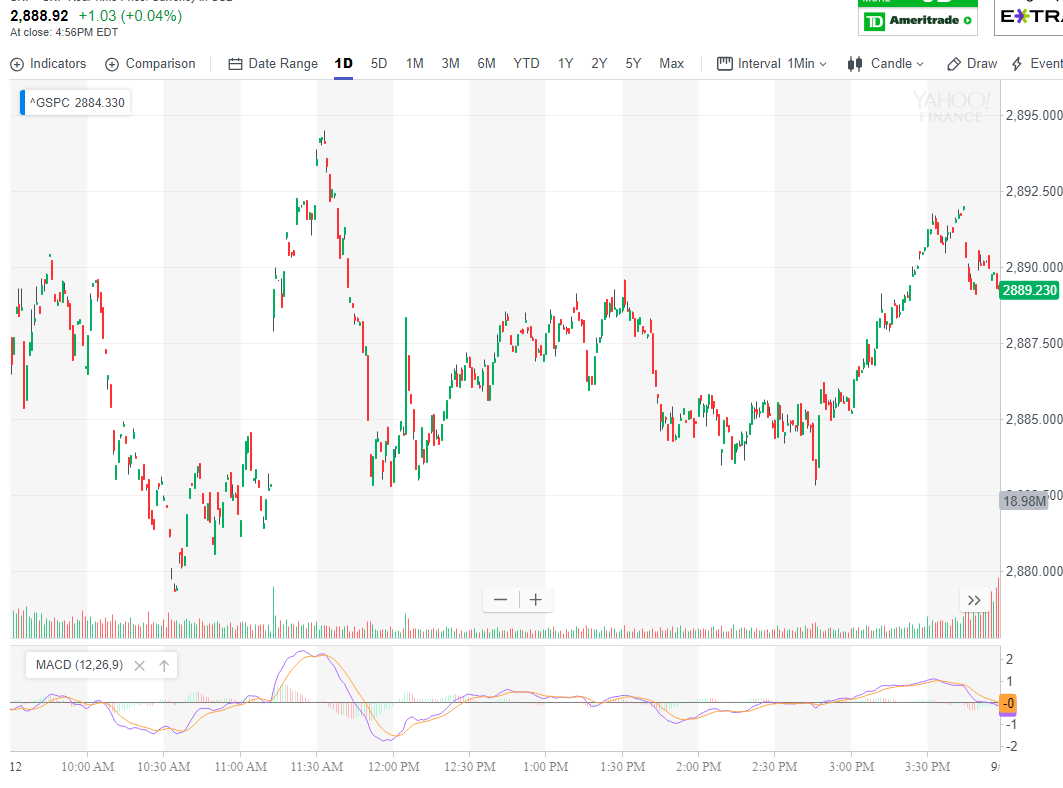 2,888.92 +1.03 (+0.04%)
At close: 4:56PM EDT
TD Ameritrade
E*TRA
Indicators Comparison Date Range 1D 5D 1M 3M 6M YTD 1Y 2Y 5Y Max Interval 1Min Candle Draw Event
^GSPC 2884.330
YAHOO!
FINANCE
2,895.000
2,892.500
2,890.000
2889.230
2,887.500
2,885.000
18.98M
2,880.000
MACD (12,26,9)
2
1
-0
-1
-2
12 10:00 AM 10:30 AM 11:00 AM 11:30 AM 12:00 PM 12:30 PM 1:00 PM 1:30 PM 2:00 PM 2:30 PM 3:00 PM 3:30 PM 9/